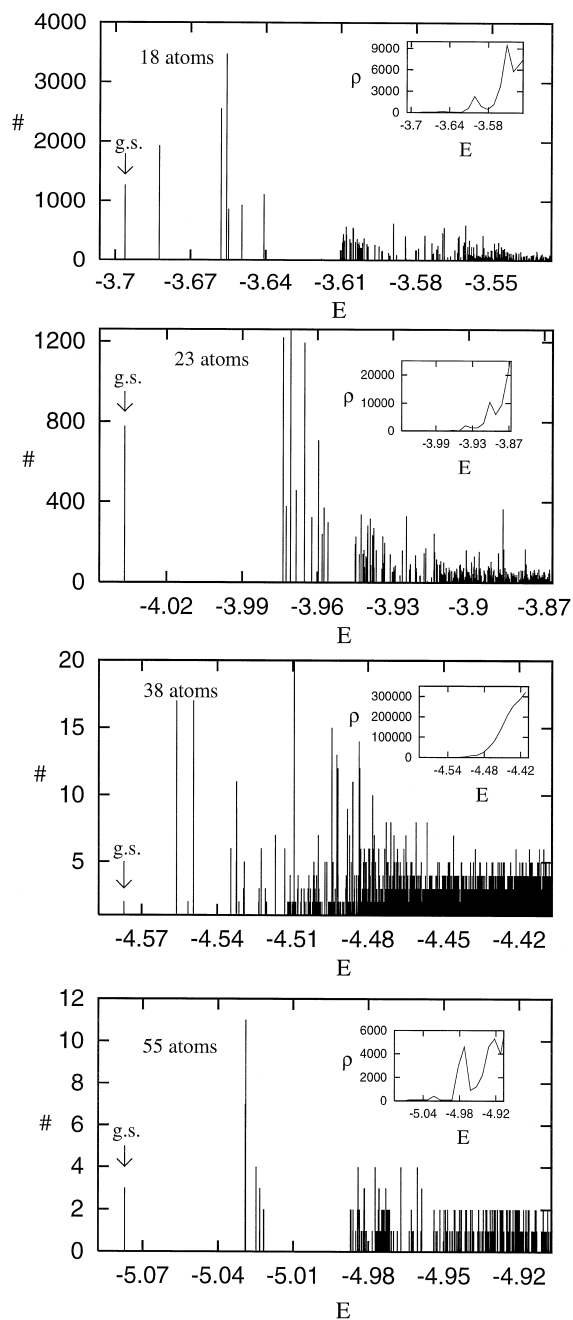 4000
3000
2000
1000
0
#
18 atoms
g.s.
ρ
9000
6000
3000
0
-3.7 -3.64 -3.58
E
-3.7 -3.67 -3.64 -3.61 -3.58 -3.55
E
1200
800
400
0
#
23 atoms
g.s.
ρ
20000
10000
0
-3.99 -3.93 -3.87
E
-4.02 -3.99 -3.96 -3.93 -3.9 -3.87
E
20
15
10
5
#
38 atoms
g.s.
ρ
300000
200000
100000
0
-4.54 -4.48 -4.42
E
-4.57 -4.54 -4.51 -4.48 -4.45 -4.42
E
12
10
8
6
4
2
0
#
55 atoms
g.s.
ρ
6000
4000
2000
0
-5.04 -4.98 -4.92
E
-5.07 -5.04 -5.01 -4.98 -4.95 -4.92
E